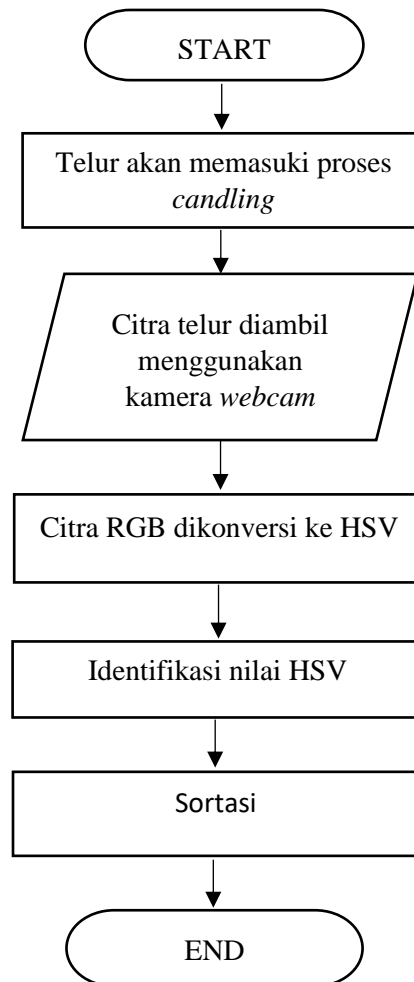 START
Telur akan memasuki proses
candling
Citra telur diambil
menggunakan
kamera webcam
Citra RGB dikonversi ke HSV
Identifikasi nilai HSV
Sortasi
END